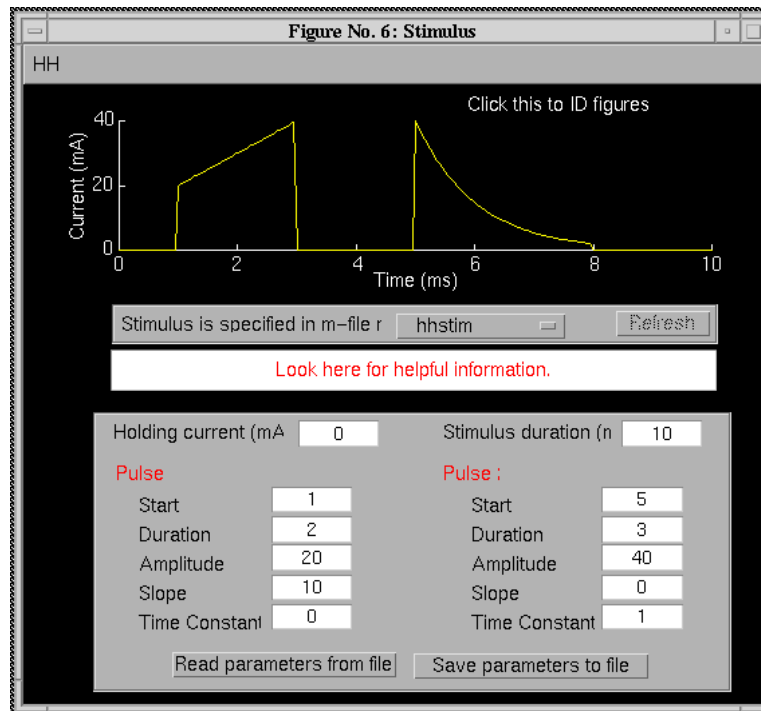 Figure No. 6: Stimulus
HH
Click this to ID figures
Current (mA)
40
20
0
0 2 4 6 8 10
Time (ms)
Stimulus is specified in m-file r hhstim Refresh
Look here for helpful information.
Holding current (mA 0 Stimulus duration (n 10
Pulse Pulse :
Start 1 Start 5
Duration 2 Duration 3
Amplitude 20 Amplitude 40
Slope 10 Slope 0
Time Constant 0 Time Constant 1
Read parameters from file Save parameters to file